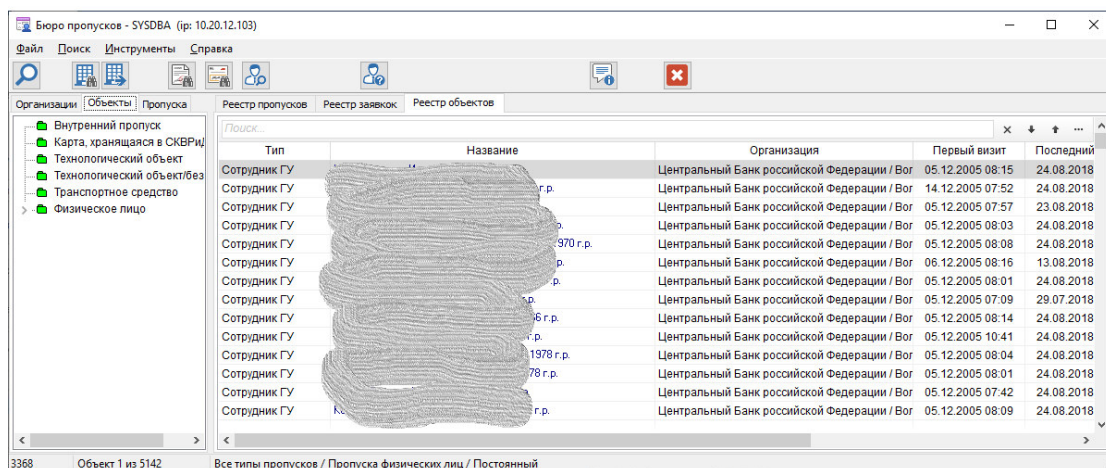 Бюро пропусков - SYSDBA (ip: 10.20.12.103)
Файл Поиск Инструменты Справка
Организации Объекты Пропуска Реестр пропусков Реестр заявкок Реестр объектов
Внутренний пропуск
Карта, хранящаяся в СКВРиД
Технологический объект
Технологический объект/без
Транспортное средство
Физическое лицо
Поиск...
Тип Название Организация Первый визит Последний
Сотрудник ГУ Центральный Банк российской Федерации / Вог 05.12.2005 08:15 24.08.2018
Сотрудник ГУ г.р. Центральный Банк российской Федерации / Вог 14.12.2005 07:52 24.08.2018
Сотрудник ГУ Центральный Банк российской Федерации / Вог 05.12.2005 07:57 23.08.2018
Сотрудник ГУ р. Центральный Банк российской Федерации / Вог 05.12.2005 08:03 24.08.2018
Сотрудник ГУ 970 г.р. Центральный Банк российской Федерации / Вог 05.12.2005 08:08 24.08.2018
Сотрудник ГУ р. Центральный Банк российской Федерации / Вог 06.12.2005 08:16 13.08.2018
Сотрудник ГУ .р. Центральный Банк российской Федерации / Вог 05.12.2005 08:01 24.08.2018
Сотрудник ГУ р. Центральный Банк российской Федерации / Вог 05.12.2005 07:09 29.07.2018
Сотрудник ГУ 6 г.р. Центральный Банк российской Федерации / Вог 05.12.2005 08:14 24.08.2018
Сотрудник ГУ г.р. Центральный Банк российской Федерации / Вог 05.12.2005 10:41 24.08.2018
Сотрудник ГУ 1978 г.р. Центральный Банк российской Федерации / Вог 05.12.2005 08:04 24.08.2018
Сотрудник ГУ 78 г.р. Центральный Банк российской Федерации / Вог 05.12.2005 08:01 24.08.2018
Сотрудник ГУ Центральный Банк российской Федерации / Вог 05.12.2005 07:42 24.08.2018
Сотрудник ГУ г.р. Центральный Банк российской Федерации / Вог 05.12.2005 08:09 24.08.2018
3368 Объект 1 из 5142 Все типы пропусков / Пропуска физических лиц / Постоянный